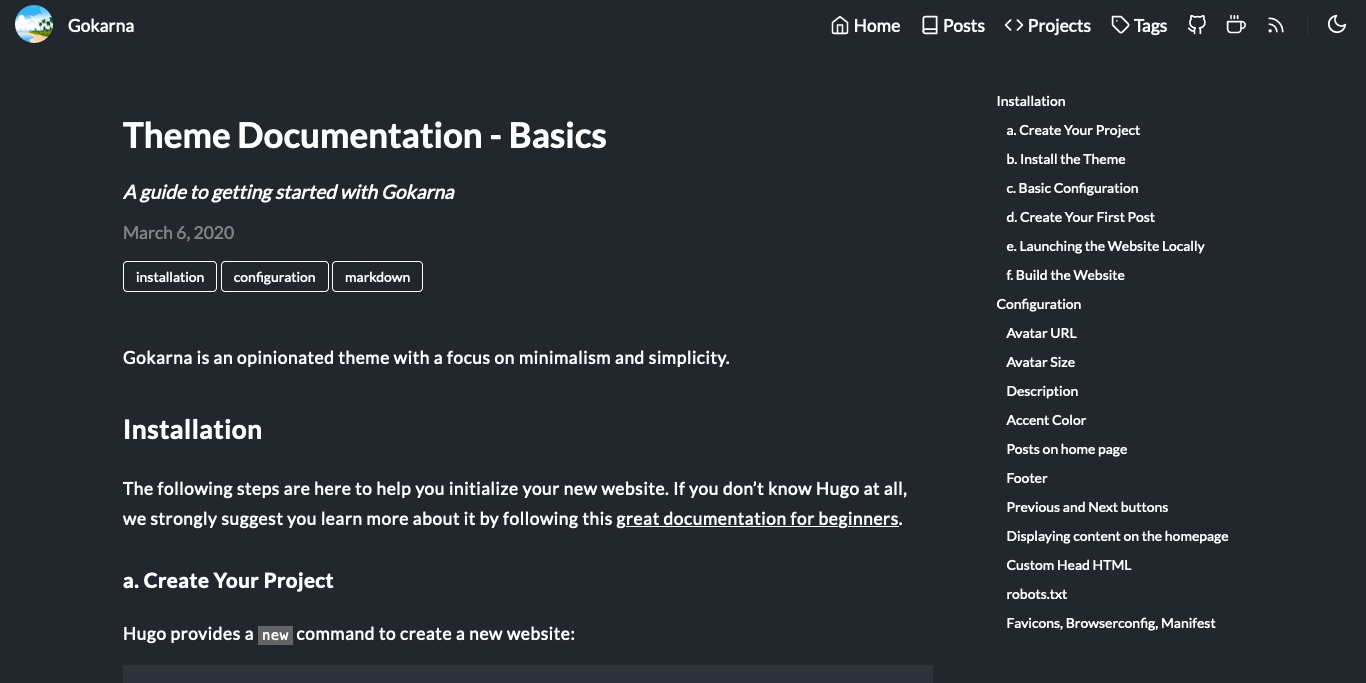 Gokarna
Home Posts Projects Tags
Theme Documentation - Basics
A guide to getting started with Gokarna
March 6, 2020
installation configuration markdown
Gokarna is an opinionated theme with a focus on minimalism and simplicity.
Installation
The following steps are here to help you initialize your new website. If you don’t know Hugo at all,
we strongly suggest you learn more about it by following this great documentation for beginners.
a. Create Your Project
Hugo provides a new command to create a new website:
Installation
a. Create Your Project
b. Install the Theme
c. Basic Configuration
d. Create Your First Post
e. Launching the Website Locally
f. Build the Website
Configuration
Avatar URL
Avatar Size
Description
Accent Color
Posts on home page
Footer
Previous and Next buttons
Displaying content on the homepage
Custom Head HTML
robots.txt
Favicons, Browserconfig, Manifest